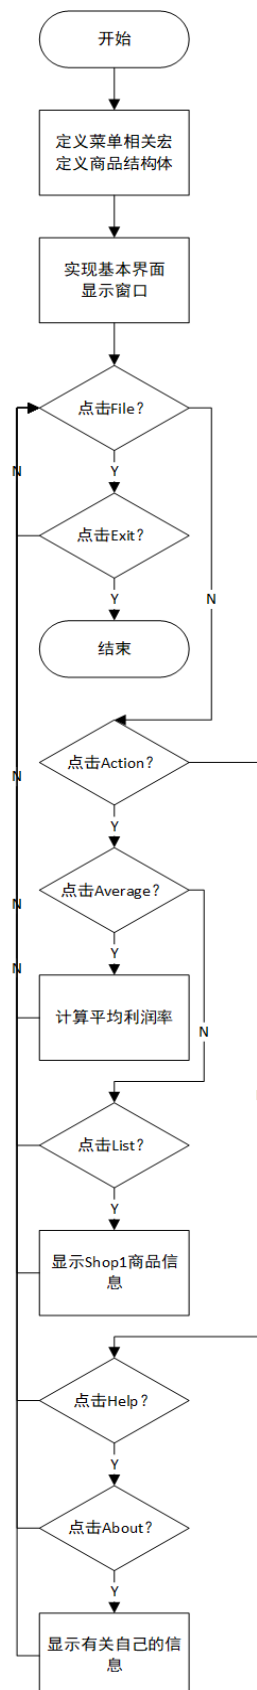 开始
定义菜单相关宏
定义商品结构体
实现基本界面
显示窗口
点击File？
N
Y
点击Exit？
Y
N
结束
点击Action？
N
Y
点击Average？
N
Y
N
计算平均利润率
N
点击List？
Y
显示Shop1商品信
息
点击Help？
Y
点击About？
Y
显示有关自己的信
息